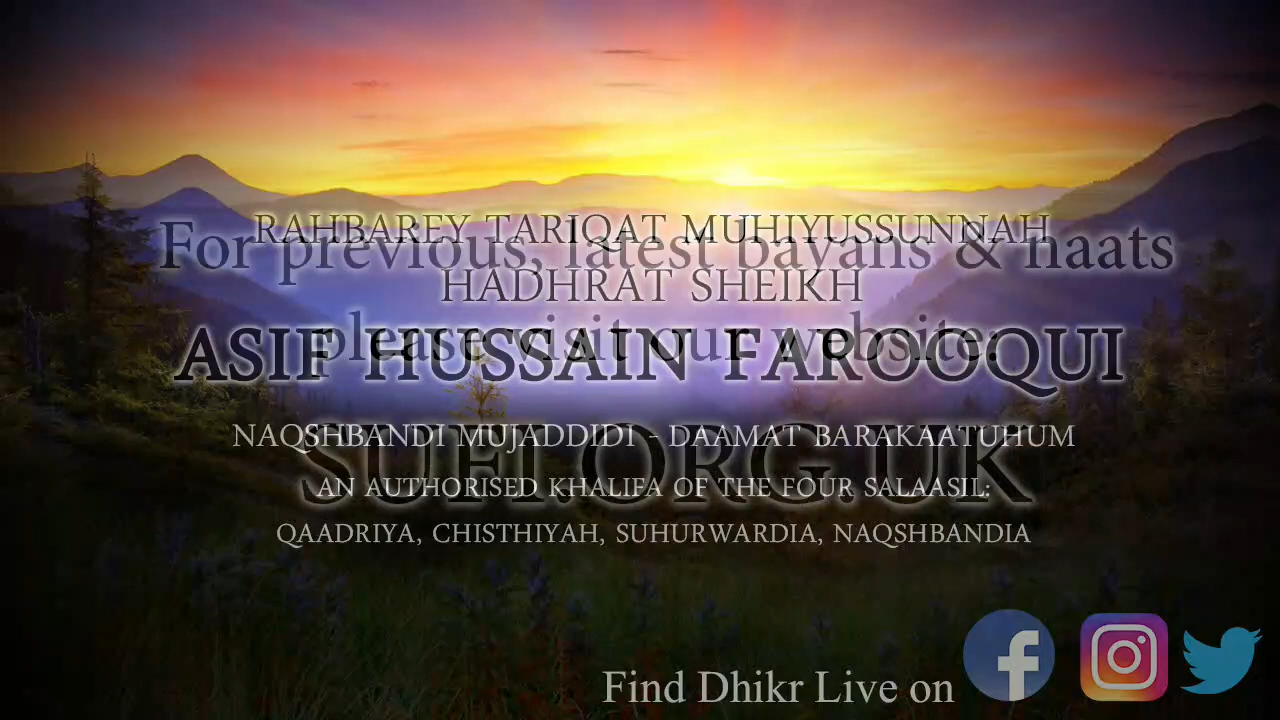 RAHBAREY TARIQAT MUHIYUSSUNNAH
For previous, latest bayans & naats
HADHRAT SHEIKH
please visit our website:
ASIF HUSSAIN FAROOQUI
NAQSHBANDI MUJADDIDI - DAAMAT BARAKAATUHUM
SUFI.ORG.UK
AN AUTHORISED KHALIFA OF THE FOUR SALAASIL:
QAADRIYA, CHISTHIYAH, SUHURWARDIA, NAQSHBANDIA
Find Dhikr Live on